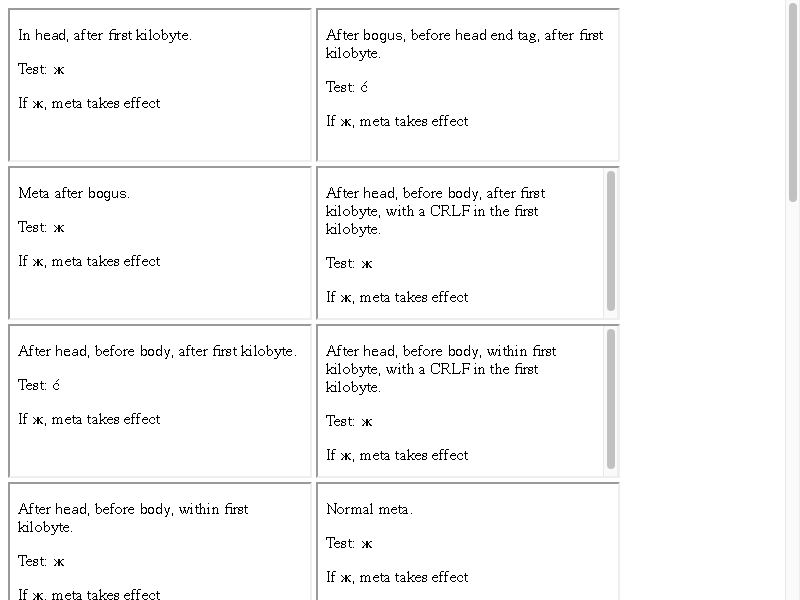 In head, after first kilobyte.
Test: ж
If ж, meta takes effect
After bogus, before head end tag, after first
kilobyte.
Test: ć
If ж, meta takes effect
Meta after bogus.
Test: ж
If ж, meta takes effect
After head, before body, after first
kilobyte, with a CRLF in the first
kilobyte.
Test: ж
If ж, meta takes effect
After head, before body, after first kilobyte.
Test: ć
If ж, meta takes effect
After head, before body, within first
kilobyte, with a CRLF in the first
kilobyte.
Test: ж
If ж, meta takes effect
After head, before body, within first
kilobyte.
Test: ж
If ж, meta takes effect
Normal meta.
Test: ж
If ж, meta takes effect